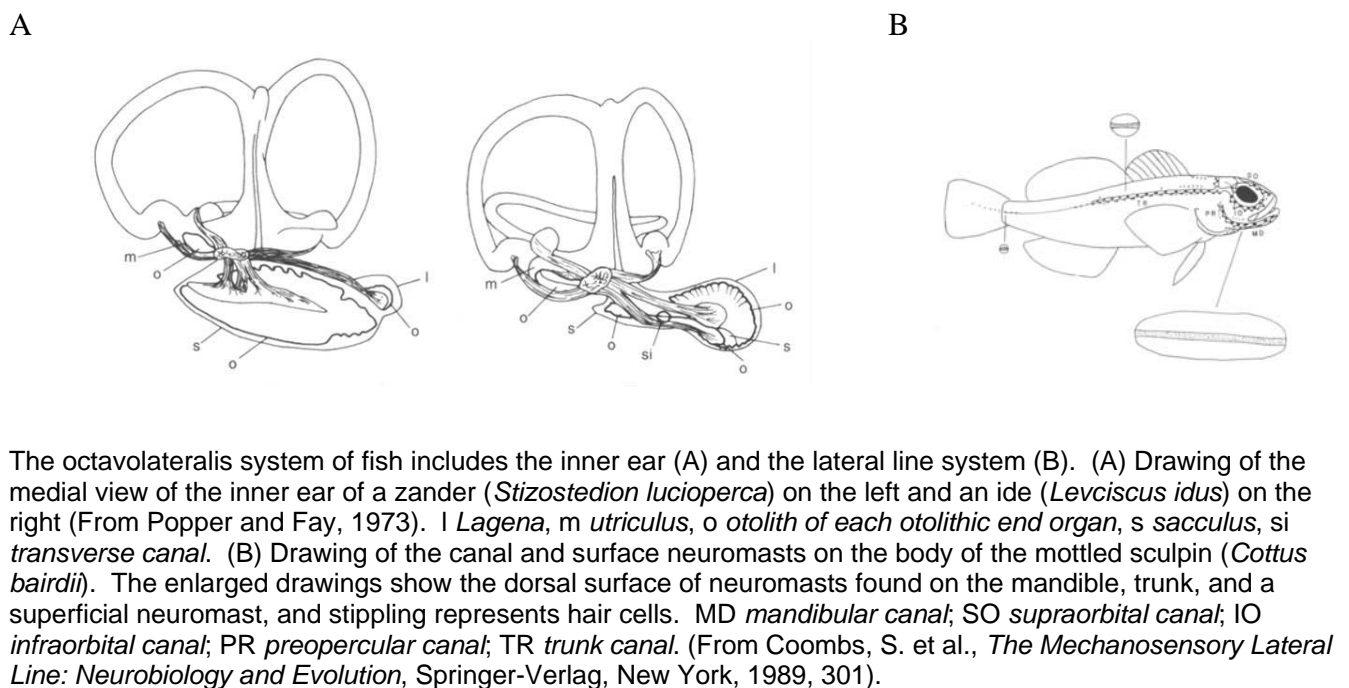 A
B
m
o
s
o
l
o
m
o
s
o
si
l
o
s
o
SO
TR
PR
IO
MD
The octavolateralis system of fish includes the inner ear (A) and the lateral line system (B). (A) Drawing of the
medial view of the inner ear of a zander (Stizostedion lucioperca) on the left and an ide (Levciscus idus) on the
right (From Popper and Fay, 1973). l Lagena, m utriculus, o otolith of each otolithic end organ, s sacculus, si
transverse canal. (B) Drawing of the canal and surface neuromasts on the body of the mottled sculpin (Cottus
bairdii). The enlarged drawings show the dorsal surface of neuromasts found on the mandible, trunk, and a
superficial neuromast, and stippling represents hair cells. MD mandibular canal; SO supraorbital canal; IO
infraorbital canal; PR preopercular canal; TR trunk canal. (From Coombs, S. et al., The Mechanosensory Lateral
Line: Neurobiology and Evolution, Springer-Verlag, New York, 1989, 301).